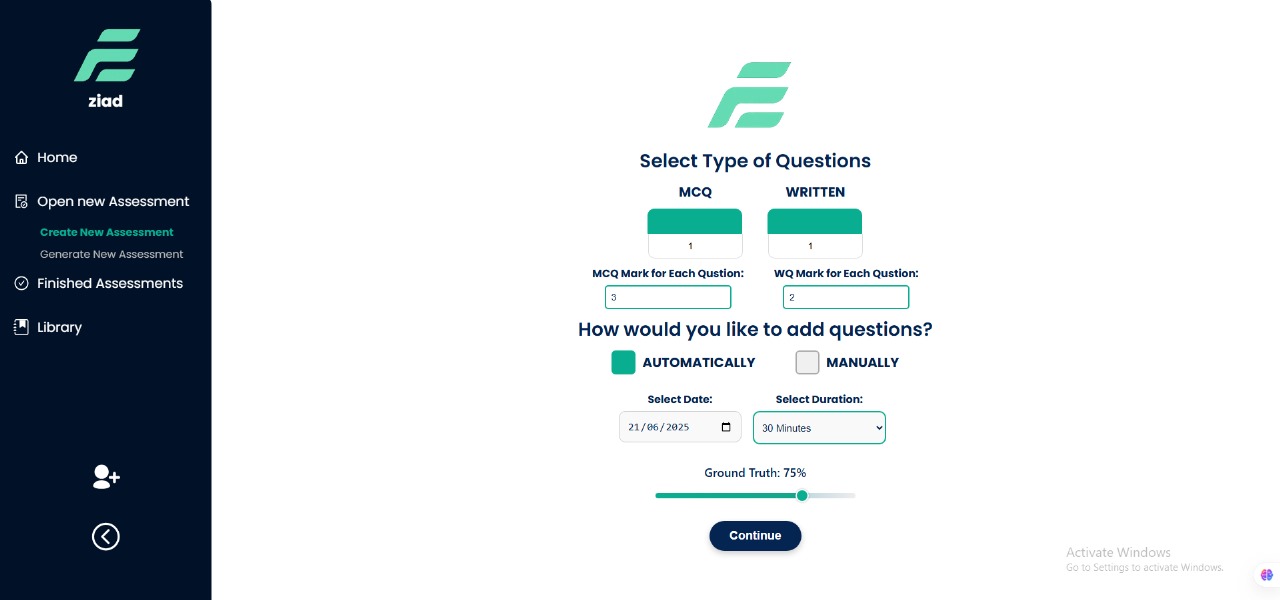 ziad
Home
Open new Assessment
Create New Assessment
Generate New Assessment
Finished Assessments
Library
Select Type of Questions
MCQ WRITTEN
1 1
MCQ Mark for Each Qustion: WQ Mark for Each Qustion:
3 2
How would you like to add questions?
AUTOMATICALLY MANUALLY
Select Date: Select Duration:
21/06/2025 30 Minutes
Ground Truth: 75%
Continue
Activate Windows
Go to Settings to activate Windows.